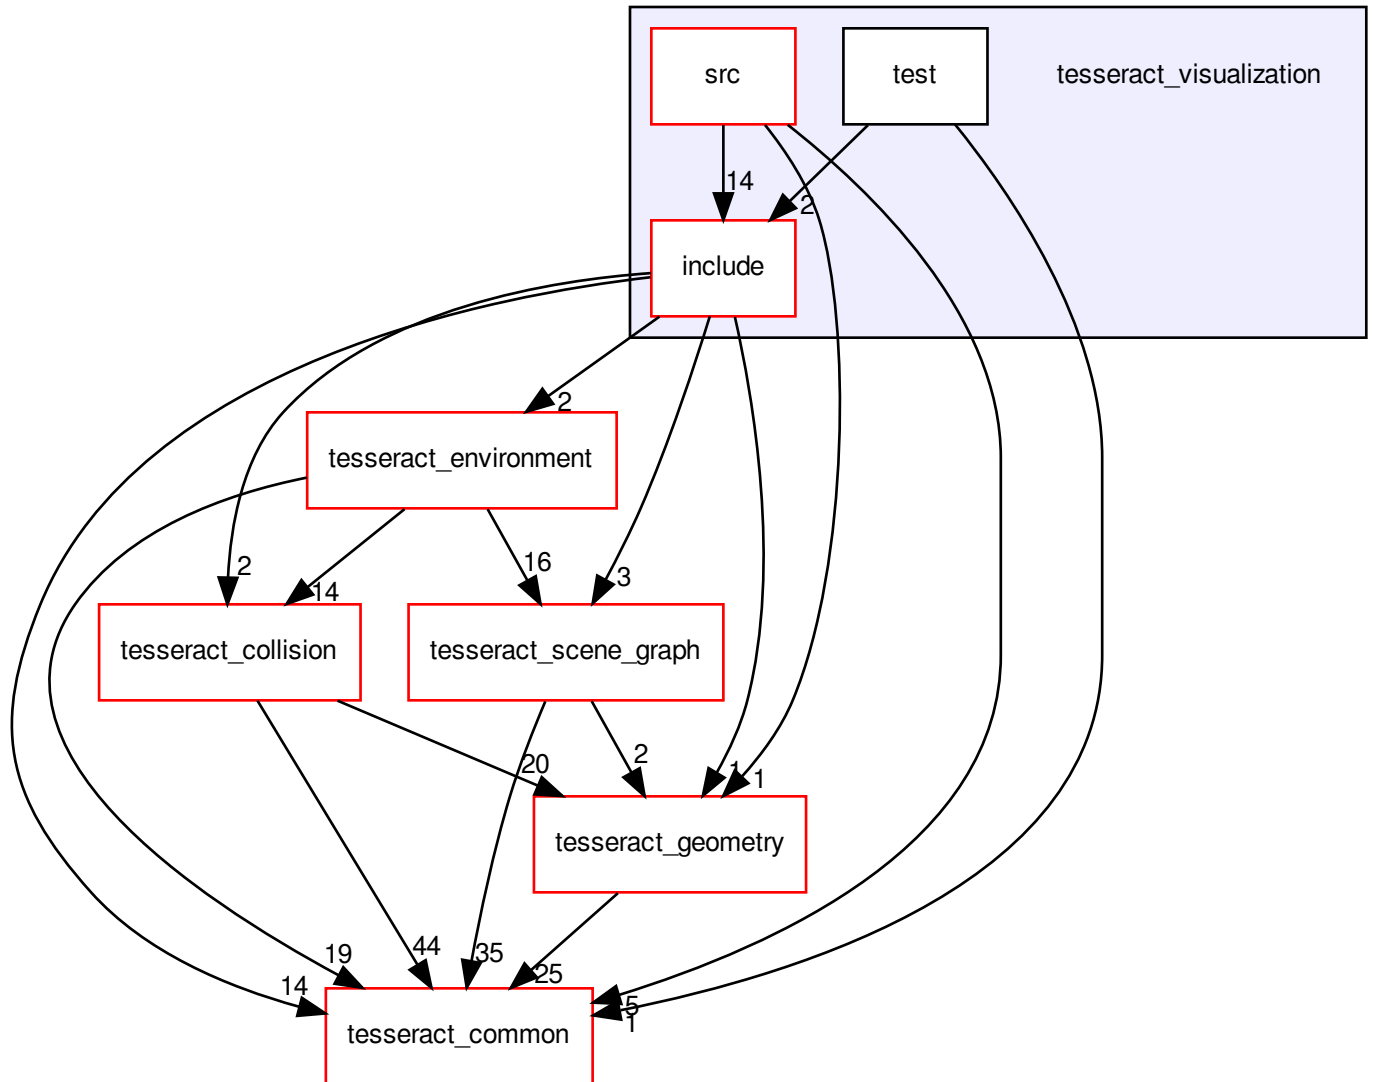 src
test
tesseract_visualization
14
2
include
2
tesseract_environment
2
14
16
3
tesseract_collision
tesseract_scene_graph
20
2
1
1
tesseract_geometry
14
19
44
35
25
5
1
tesseract_common